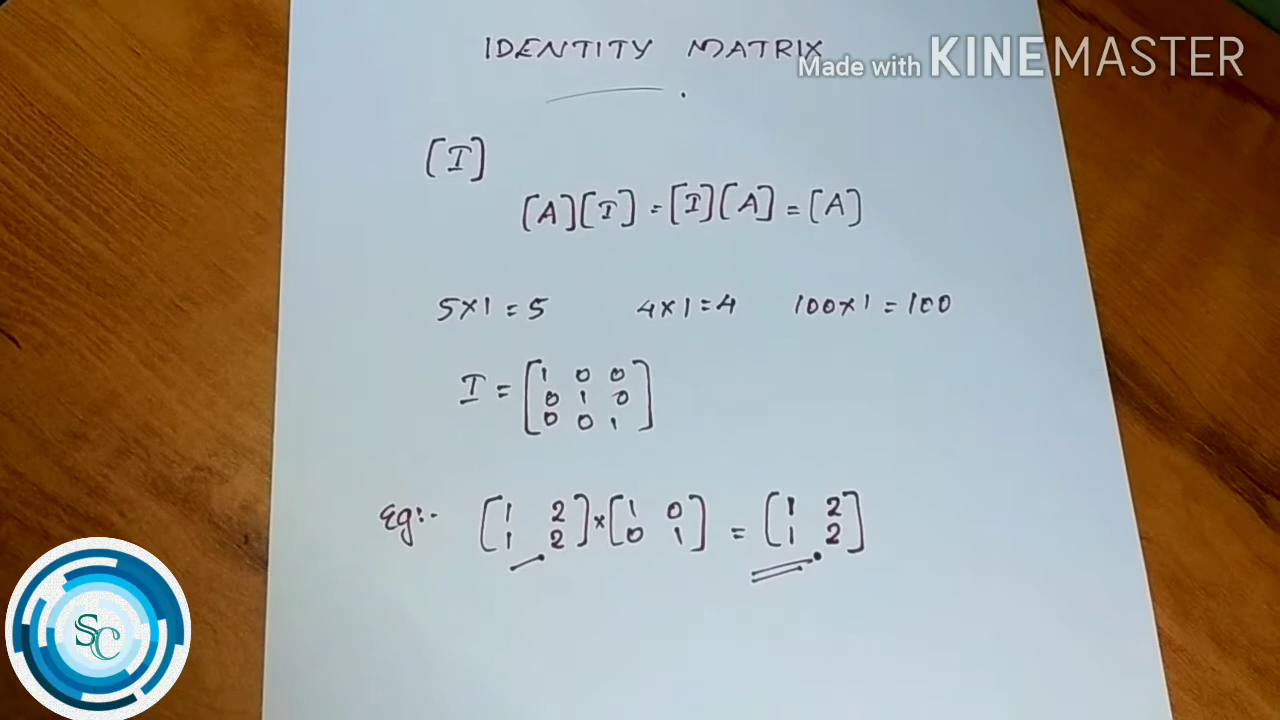 IDENTITY MATRIX
Made with KINEMASTER
[I]
[A][I] = [I][A] = [A]
5×1 = 5 4×1 = 4 100×1 = 100
I = [1 0 0
0 1 0
0 0 1]
Eg:- [1 2 × [1 0 = [1 2
1 2] 0 1] 1 2]
SC